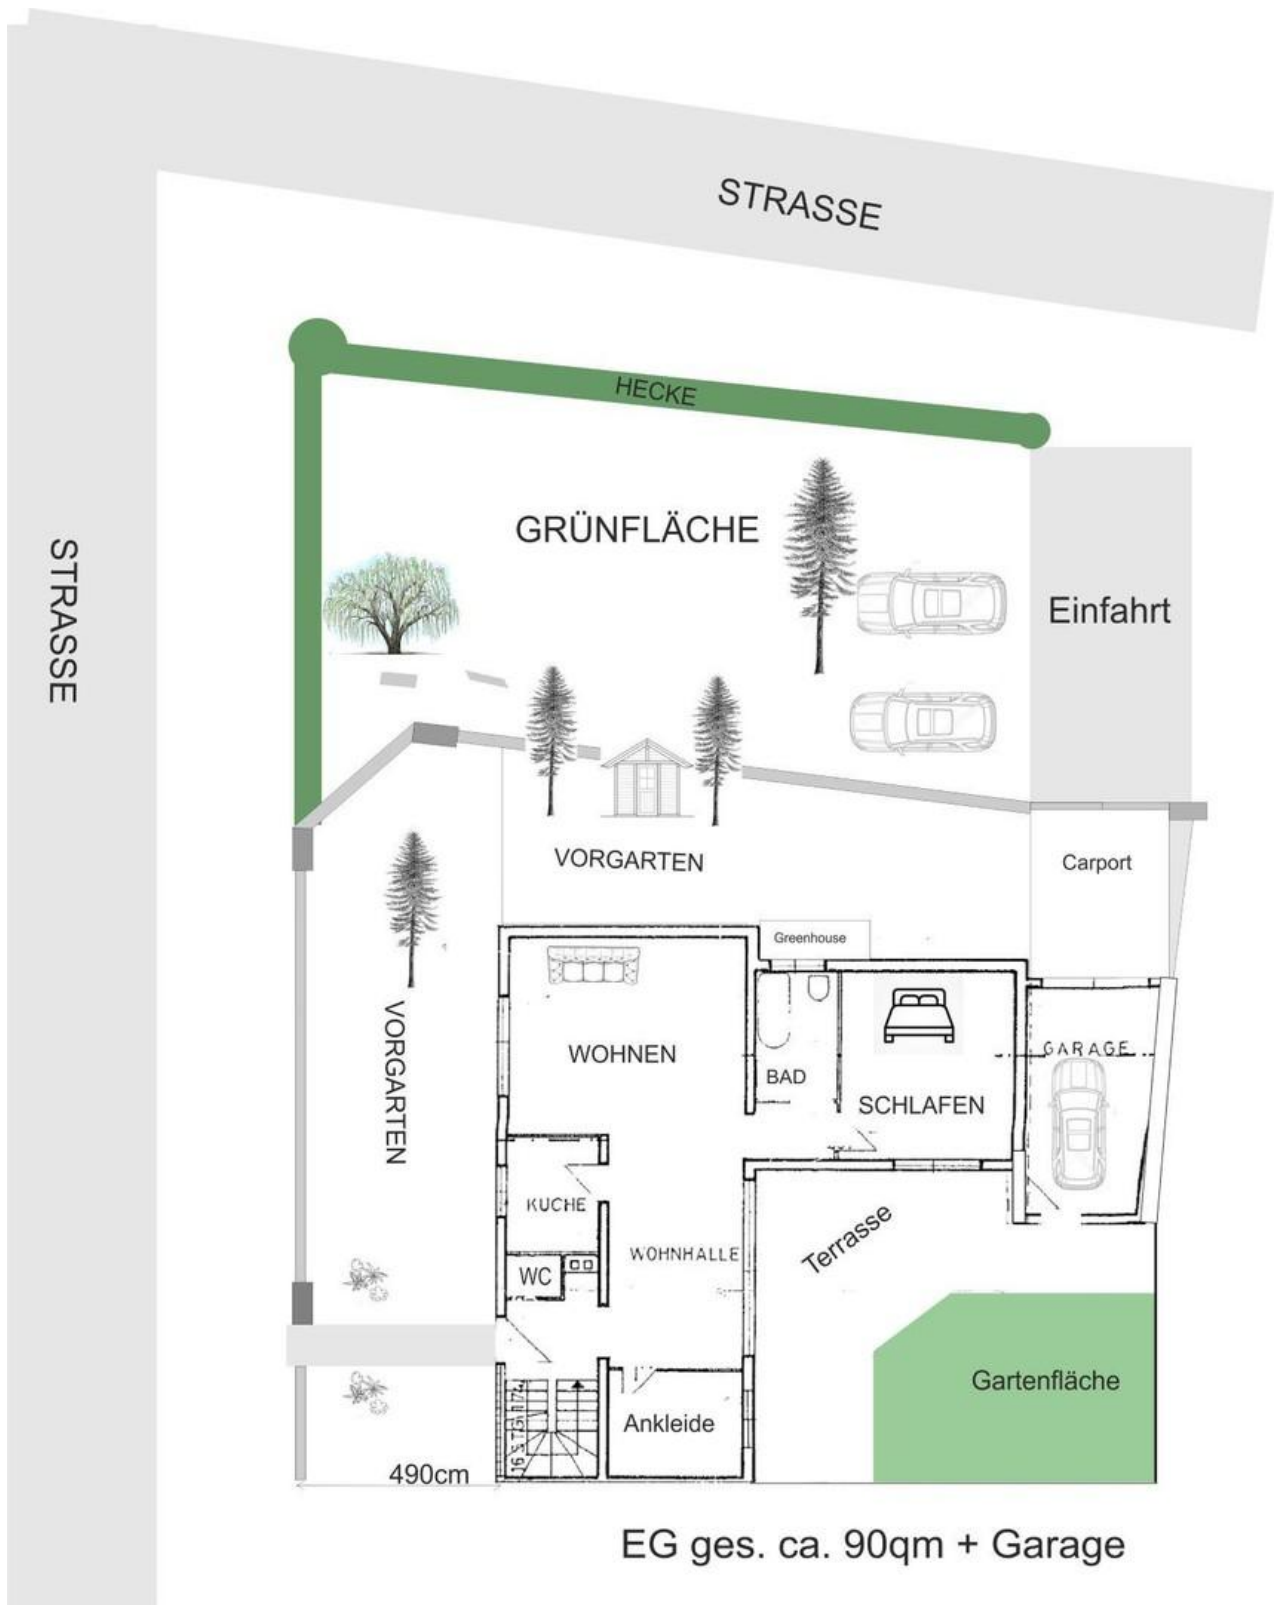 STRASSE
HECKE
GRÜNFLÄCHE
STRASSE
Einfahrt
VORGARTEN
Carport
Greenhouse
VORGARTEN
WOHNEN
GARAGE
BAD
SCHLAFEN
KUCHE
WOHNHALLE
Terrasse
WC
Gartenfläche
Ankleide
490cm
EG ges. ca. 90qm + Garage